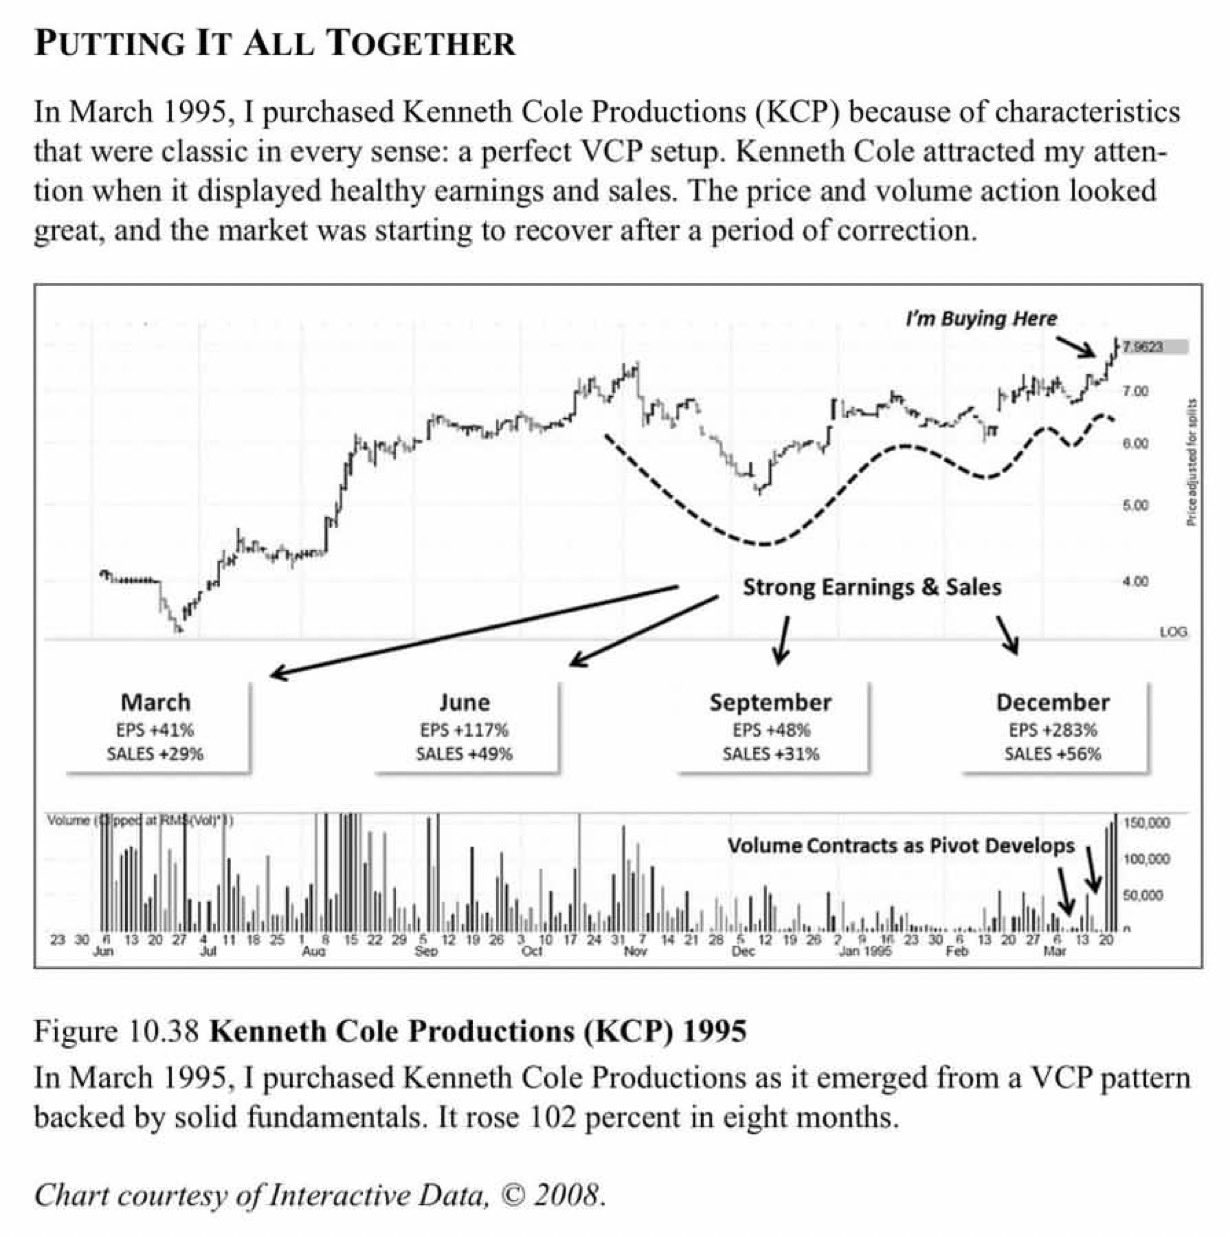 PUTTING IT ALL TOGETHER
In March 1995, I purchased Kenneth Cole Productions (KCP) because of characteristics
that were classic in every sense: a perfect VCP setup. Kenneth Cole attracted my atten-
tion when it displayed healthy earnings and sales. The price and volume action looked
great, and the market was starting to recover after a period of correction.
I'm Buying Here
7.9623
7.00
6.00
5.00
4.00
Price adjusted for splits
LOG
Strong Earnings & Sales
March
EPS +41%
SALES +29%
June
EPS +117%
SALES +49%
September
EPS +48%
SALES +31%
December
EPS +283%
SALES +56%
Volume
Volume Contracts as Pivot Develops
150,000
100,000
50,000
23 30 6 13 20 27 4 11 18 25 1 8 15 22 29 5 12 19 26 3 10 17 24 31 7 14 21 28 5 12 19 26 2 9 16 23 30 6 13 20 27 6 13 20
Jun Jul Aug Sep Oct Nov Dec Jan 1995 Feb Mar
Figure 10.38 Kenneth Cole Productions (KCP) 1995
In March 1995, I purchased Kenneth Cole Productions as it emerged from a VCP pattern
backed by solid fundamentals. It rose 102 percent in eight months.
Chart courtesy of Interactive Data, © 2008.